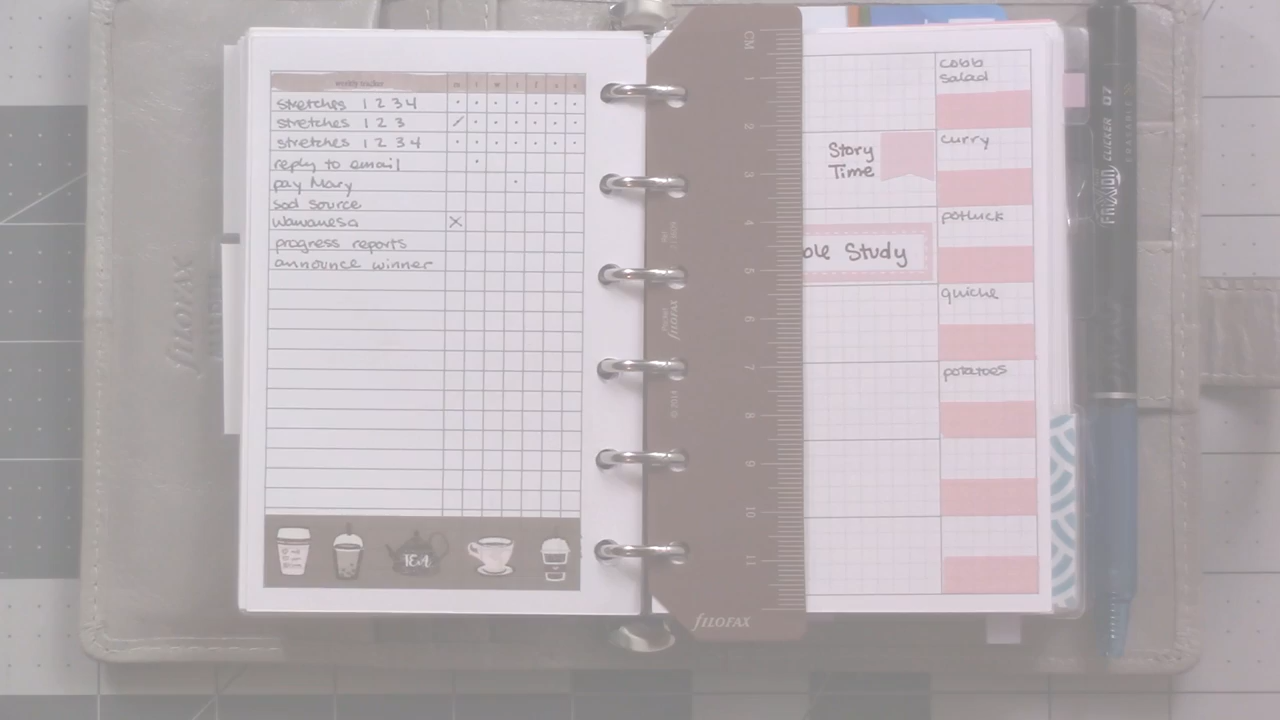 weekly tracker
m t w t f s s
stretches 1 2 3 4
stretches 1 2 3
stretches 1 2 3 4
reply to email
pay Mary
sod source
wawanesa
progress reports
announce winner
TEA
filofax
CM
1
2
3
4
5
6
7
8
9
10
11
Pocket
filofax
© 2014
filofax
cobb
salad
Story
Time
curry
potluck
ble Study
quiche
potatoes
FRIXION CLICKER 07
ERASABLE